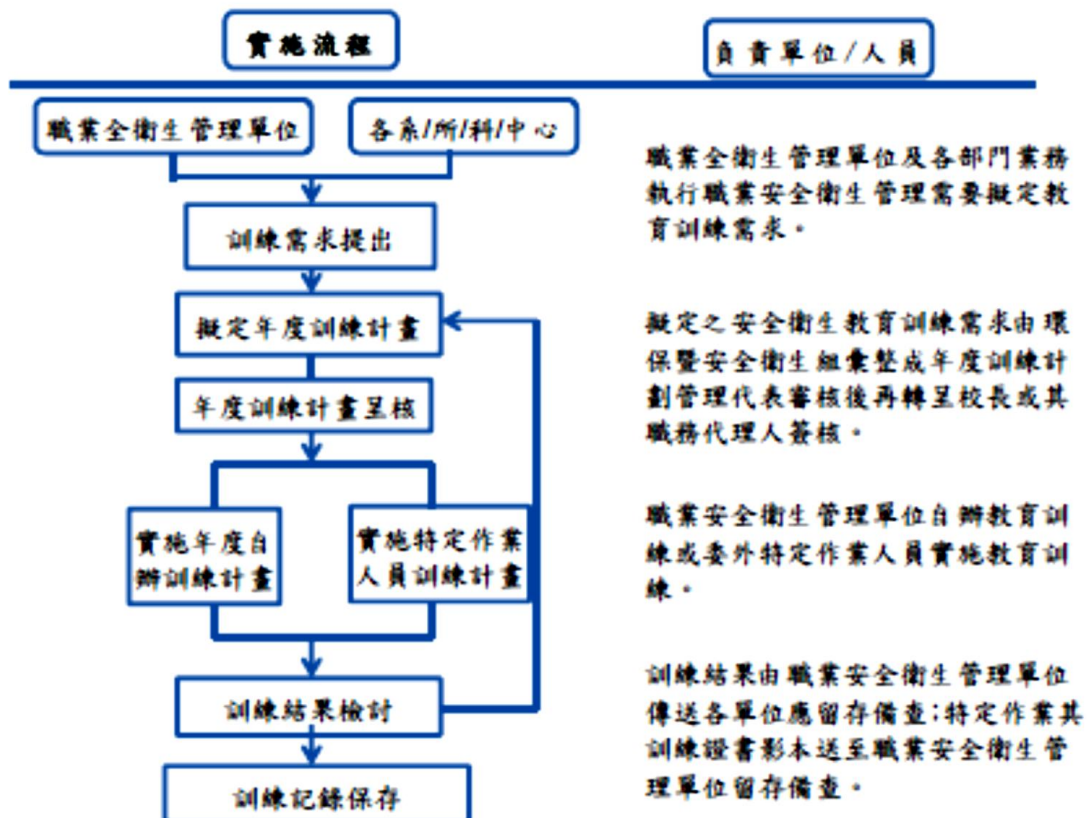 實施流程
負責單位/人員
職業全衛生管理單位
各系/所/科/中心
訓練需求提出
擬定年度訓練計畫
年度訓練計畫呈核
實施年度自
辦訓練計畫
實施特定作業
人員訓練計畫
訓練結果檢討
訓練記錄保存
職業全衛生管理單位及各部門業務
執行職業安全衛生管理需要擬定教
育訓練需求。
擬定之安全衛生教育訓練需求由環
保暨安全衛生組彙整成年度訓練計
劃管理代表審核後再轉呈校長或其
職務代理人簽核。
職業安全衛生管理單位自辦教育訓
練或委外特定作業人員實施教育訓
練。
訓練結果由職業安全衛生管理單位
傳送各單位應留存備查;特定作業其
訓練證書影本送至職業安全衛生管
理單位留存備查。